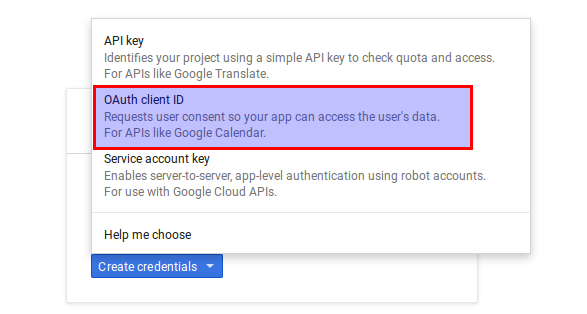 API key
Identifies your project using a simple API key to check quota and access.
For APIs like Google Translate.
OAuth client ID
Requests user consent so your app can access the user's data.
For APIs like Google Calendar.
Service account key
Enables server-to-server, app-level authentication using robot accounts.
For use with Google Cloud APIs.
Help me choose
Create credentials